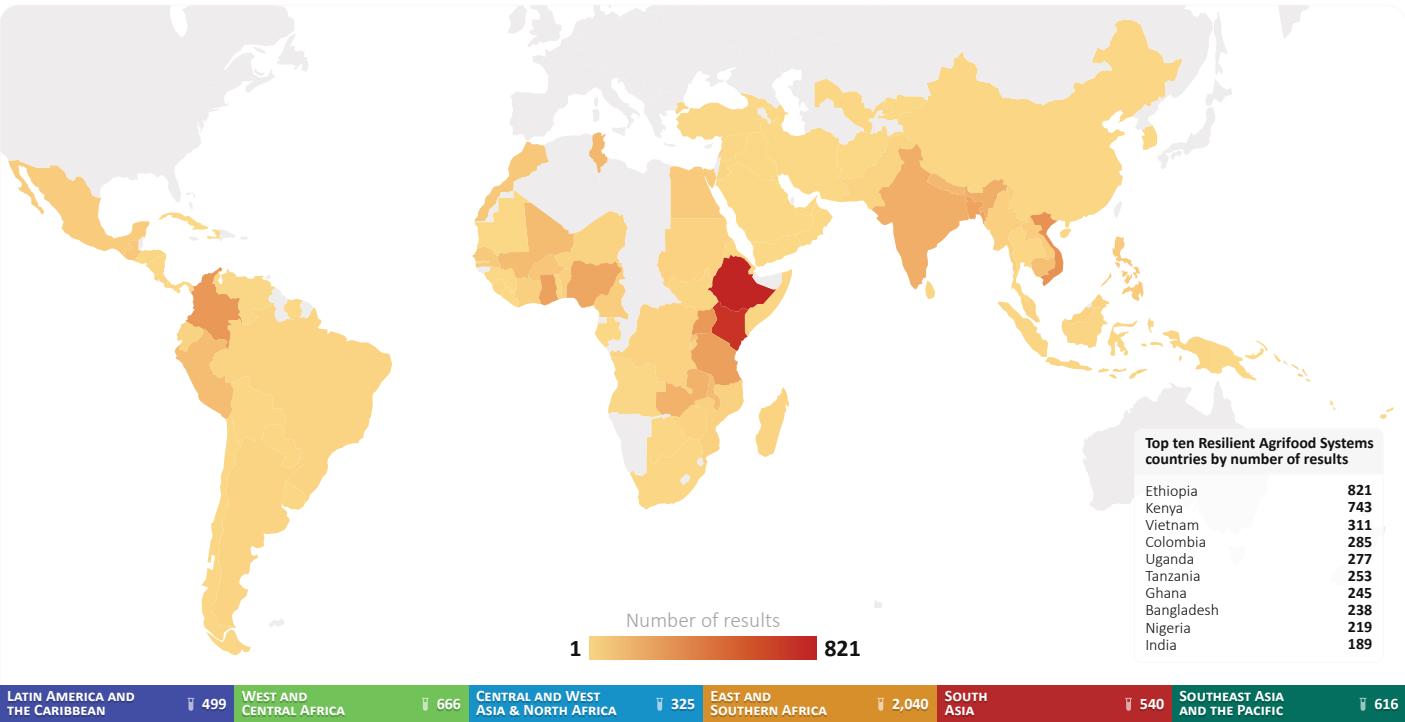 Top ten Resilient Agrifood Systems
countries by number of results
Ethiopia 821
Kenya 743
Vietnam 311
Colombia 285
Uganda 277
Tanzania 253
Ghana 245
Bangladesh 238
Nigeria 219
India 189
Number of results
1 821
LATIN AMERICA AND
THE CARIBBEAN 499
WEST AND
CENTRAL AFRICA 666
CENTRAL AND WEST
ASIA & NORTH AFRICA 325
EAST AND
SOUTHERN AFRICA 2,040
SOUTH
ASIA 540
SOUTHEAST ASIA
AND THE PACIFIC 616